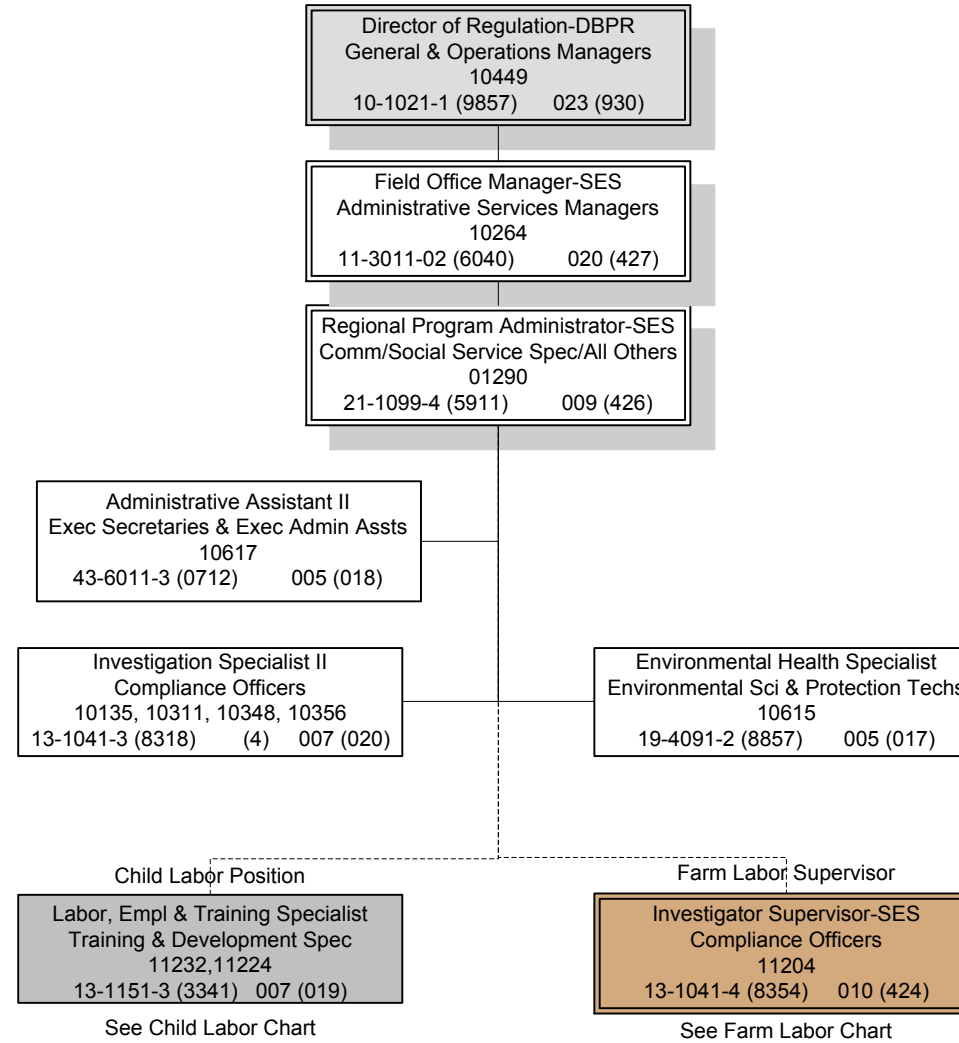 Director of Regulation-DBPR
General & Operations Managers
10449
10-1021-1 (9857) 023 (930)
Field Office Manager-SES
Administrative Services Managers
10264
11-3011-02 (6040) 020 (427)
Regional Program Administrator-SES
Comm/Social Service Spec/All Others
01290
21-1099-4 (5911) 009 (426)
Administrative Assistant II
Exec Secretaries & Exec Admin Assts
10617
43-6011-3 (0712) 005 (018)
Investigation Specialist II
Compliance Officers
10135, 10311, 10348, 10356
13-1041-3 (8318) (4) 007 (020)
Environmental Health Specialist
Environmental Sci & Protection Techs
10615
19-4091-2 (8857) 005 (017)
Child Labor Position
Labor, Empl & Training Specialist
Training & Development Spec
11232,11224
13-1151-3 (3341) 007 (019)
See Child Labor Chart
Farm Labor Supervisor
Investigator Supervisor-SES
Compliance Officers
11204
13-1041-4 (8354) 010 (424)
See Farm Labor Chart